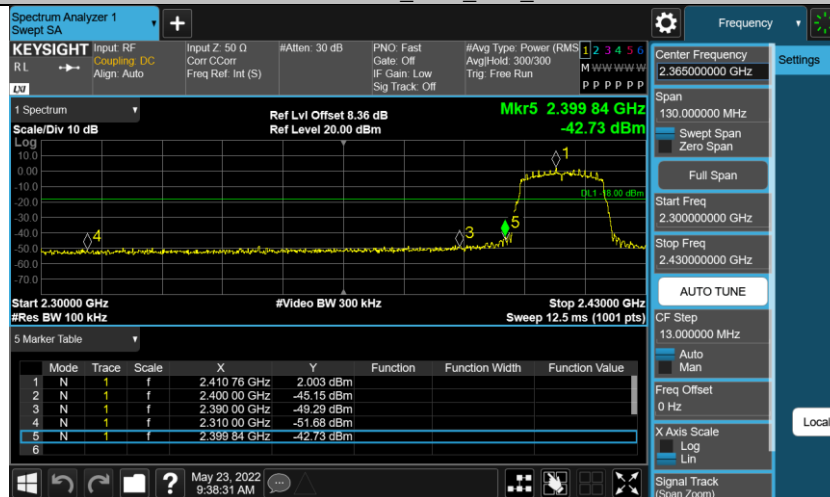 Spectrum Analyzer 1
Swept SA
+
Frequency
KEYSIGHT
RL
LXI
Input: RF
Coupling: DC
Align: Auto
Input Z: 50 Ω
Corr CCorr
Freq Ref: Int (S)
#Atten: 30 dB
PNO: Fast
Gate: Off
IF Gain: Low
Sig Track: Off
#Avg Type: Power (RMS
Avg|Hold: 300/300
Trig: Free Run
1 2 3 4 5 6
M W W W W W
P P P P P P
1 Spectrum
Scale/Div 10 dB
Ref Lvl Offset 8.36 dB
Ref Level 20.00 dBm
Mkr5 2.399 84 GHz
-42.73 dBm
Log
10.0
0.00
-10.0
-20.0
-30.0
-40.0
-50.0
-60.0
-70.0
1
DL1 -18.00 dBm
5
3
4
Start 2.30000 GHz
#Video BW 300 kHz
Stop 2.43000 GHz
#Res BW 100 kHz
Sweep 12.5 ms (1001 pts)
5 Marker Table
Mode Trace Scale X Y Function Function Width Function Value
1 N 1 f 2.410 76 GHz 2.003 dBm
2 N 1 f 2.400 00 GHz -45.15 dBm
3 N 1 f 2.390 00 GHz -49.29 dBm
4 N 1 f 2.310 00 GHz -51.68 dBm
5 N 1 f 2.399 84 GHz -42.73 dBm
6
?
May 23, 2022
9:38:31 AM
Center Frequency
2.365000000 GHz
Settings
Span
130.000000 MHz
Swept Span
Zero Span
Full Span
Start Freq
2.300000000 GHz
Stop Freq
2.430000000 GHz
AUTO TUNE
CF Step
13.000000 MHz
Auto
Man
Freq Offset
0 Hz
Local
X Axis Scale
Log
Lin
Signal Track
(Span Zoom)